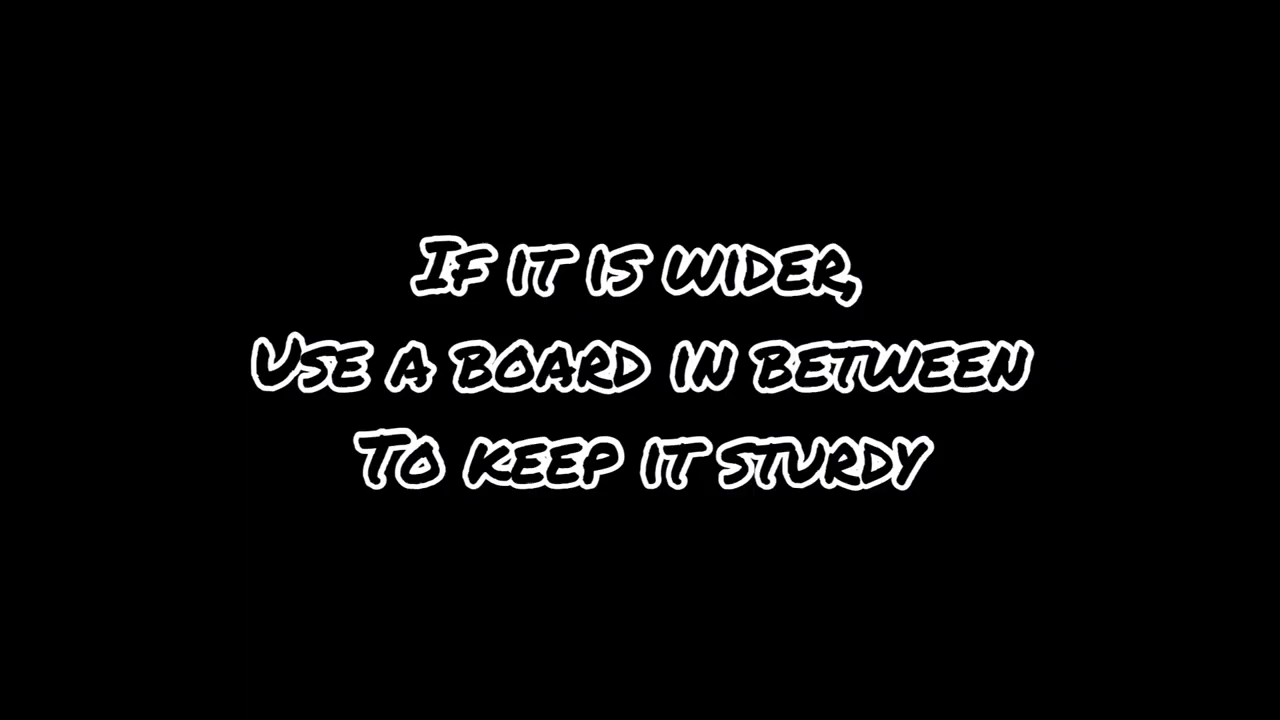 If it is wider,
Use a board in between
To keep it sturdy